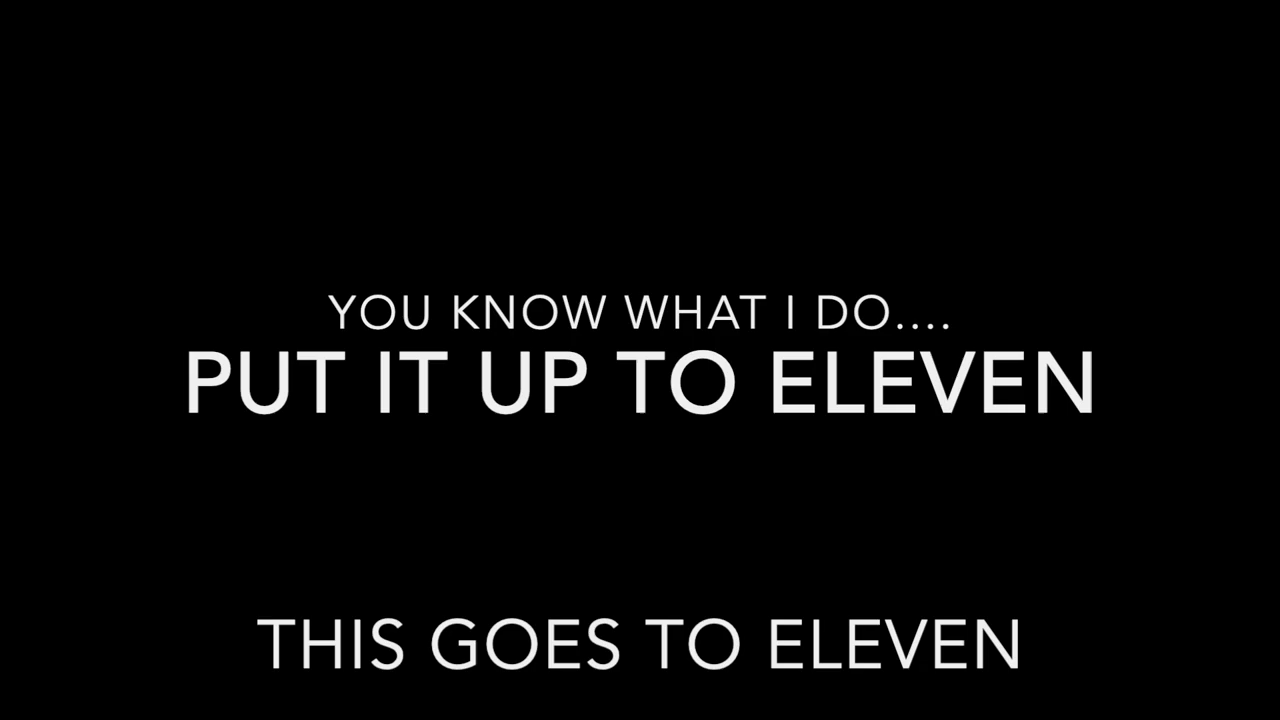 YOU KNOW WHAT I DO....
PUT IT UP TO ELEVEN
THIS GOES TO ELEVEN